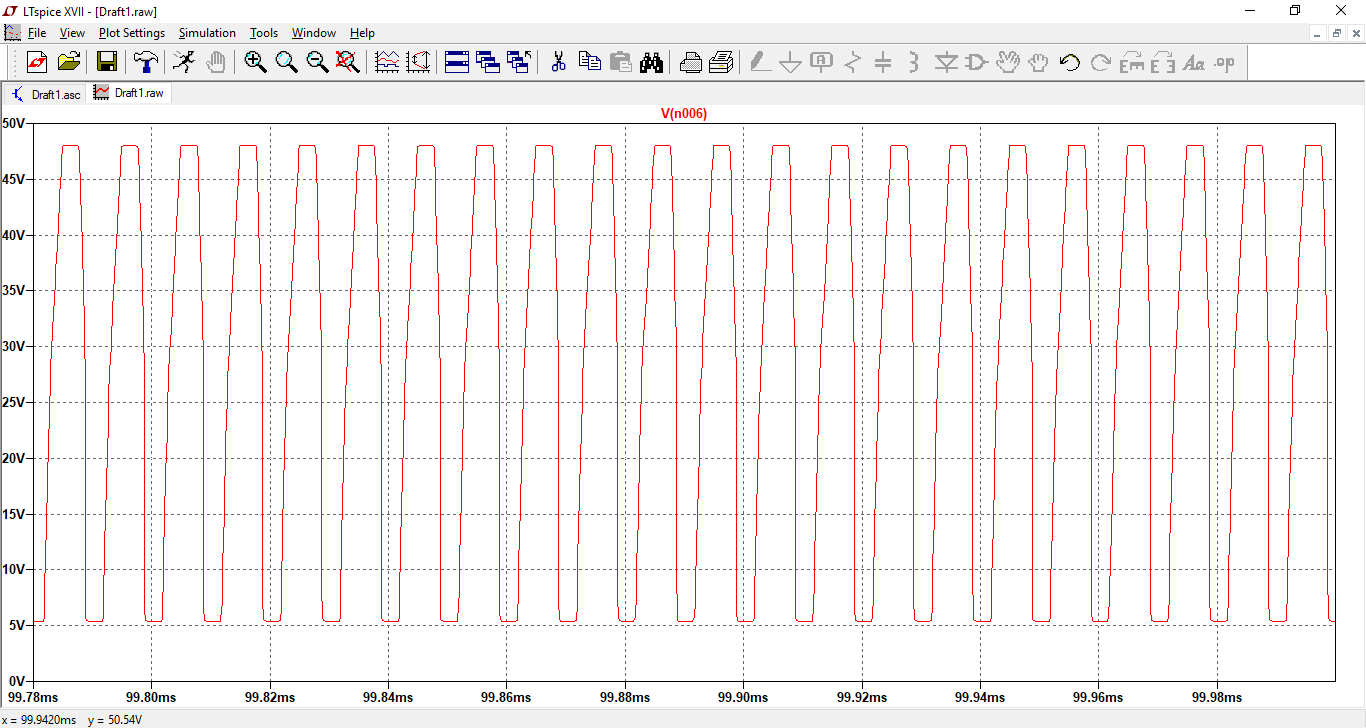 LTspice XVII - [Draft1.raw]
File View Plot Settings Simulation Tools Window Help
Draft1.asc Draft1.raw
V(n006)
50V
45V
40V
35V
30V
25V
20V
15V
10V
5V
0V
99.78ms 99.80ms 99.82ms 99.84ms 99.86ms 99.88ms 99.90ms 99.92ms 99.94ms 99.96ms 99.98ms
x = 99.9420ms y = 50.54V